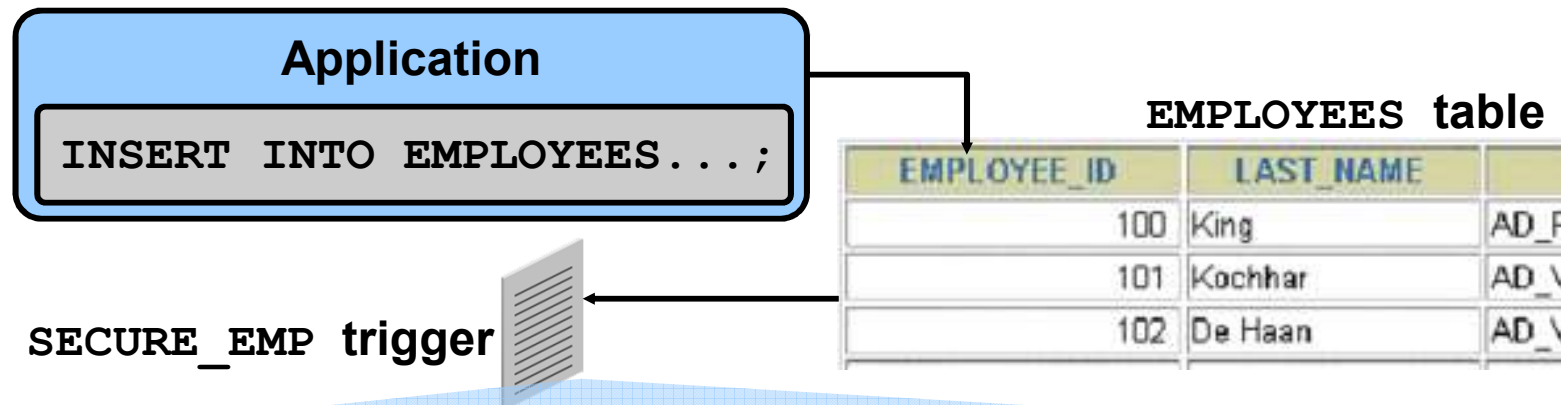 Application
INSERT INTO EMPLOYEES...;
EMPLOYEES table
EMPLOYEE_ID LAST_NAME
100 King
101 Kochhar
102 De Haan
SECURE_EMP trigger